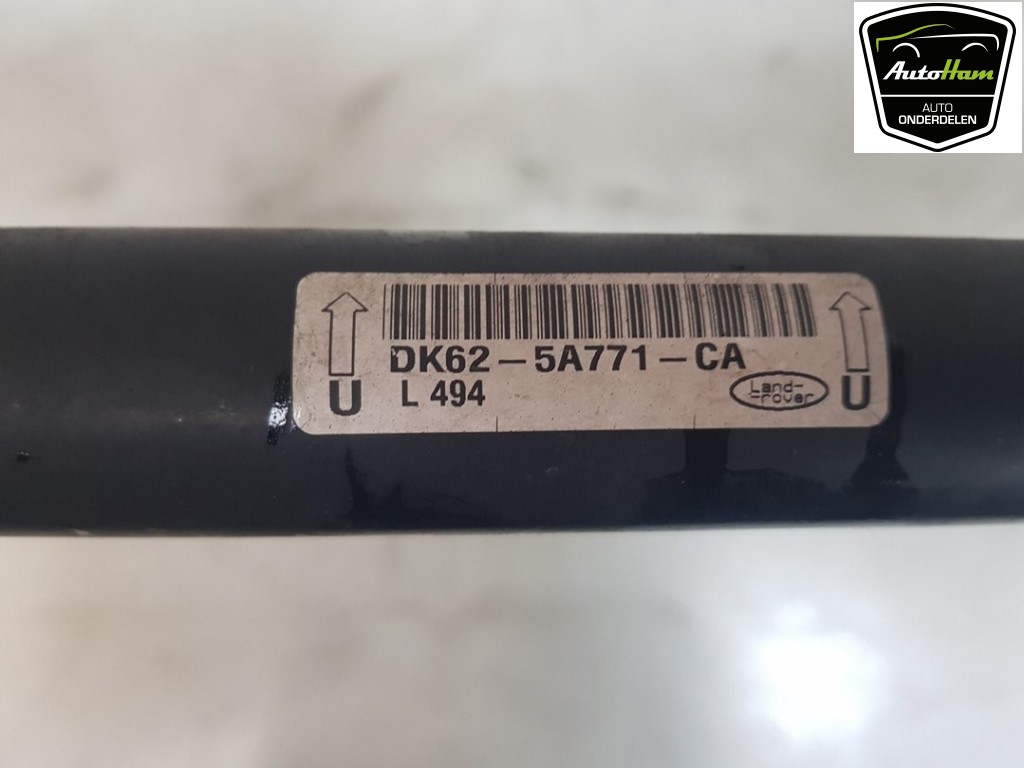 AutoHam
AUTO
ONDERDELEN
DK62-5A771-CA
L 494
Land-
-rover
U
U